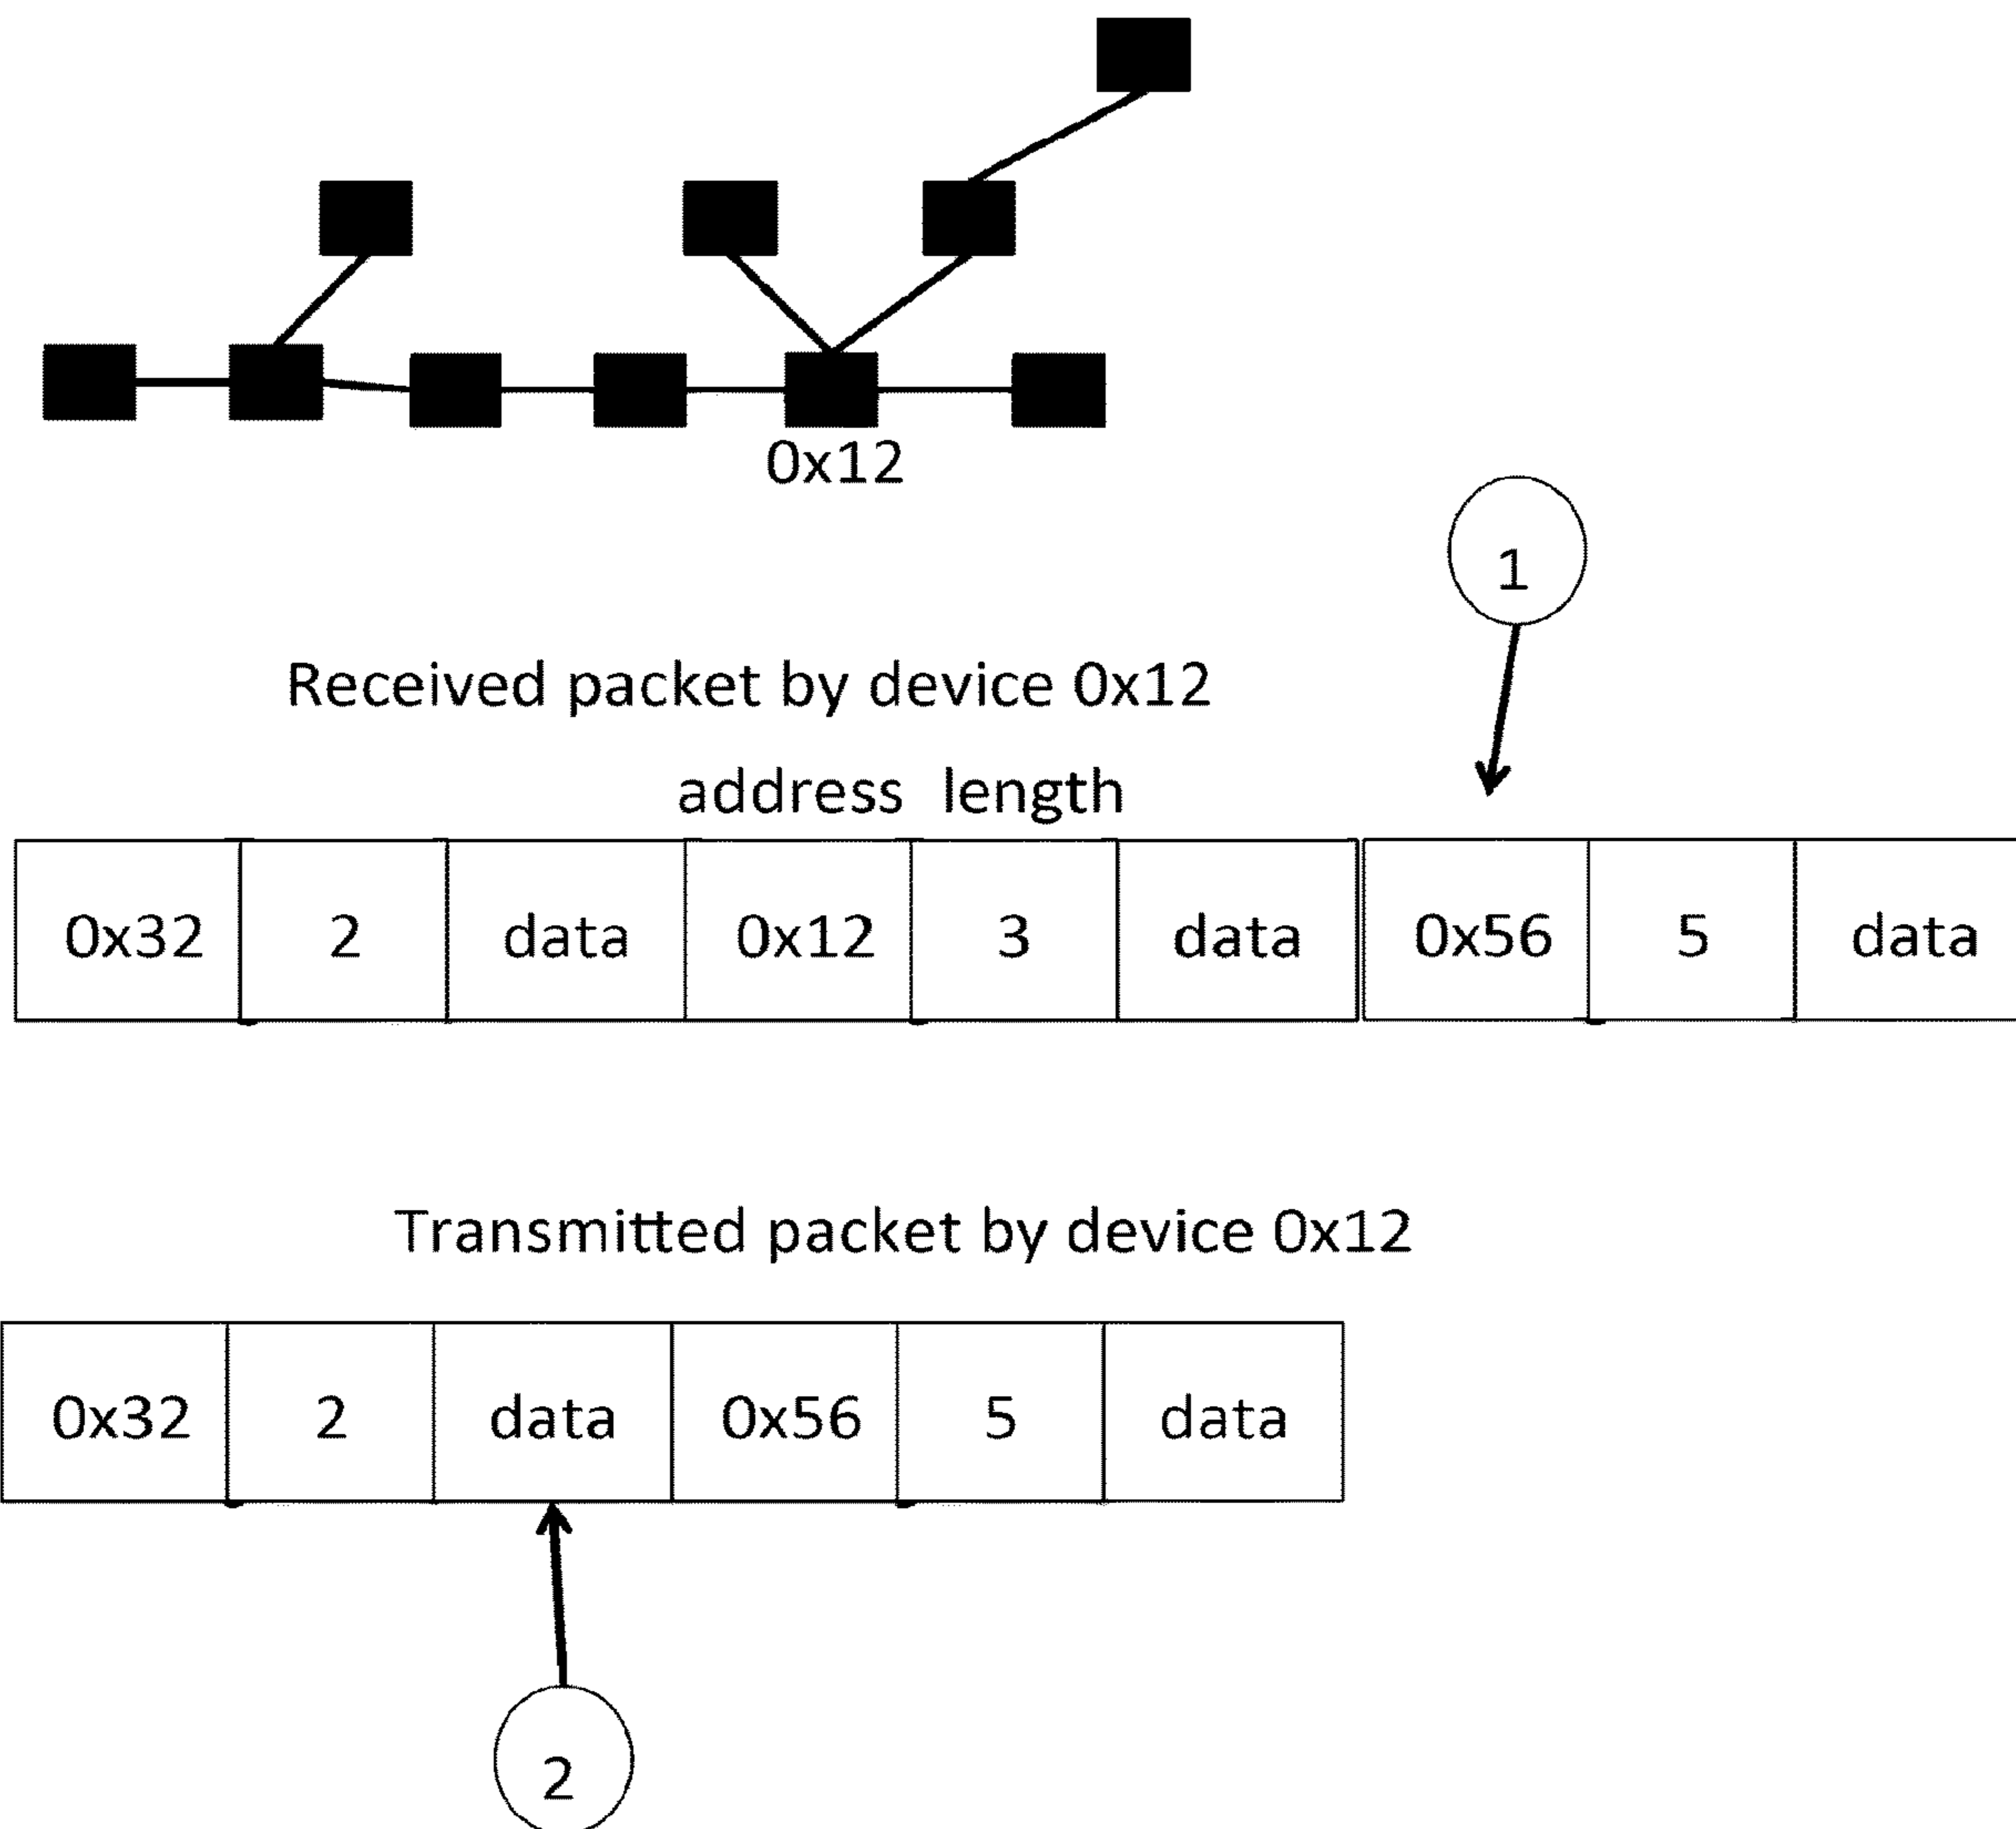 0x12
1
Received packet by device 0x12
address length
0x32 2 data 0x12 3 data 0x56 5 data
Transmitted packet by device 0x12
0x32 2 data 0x56 5 data
2